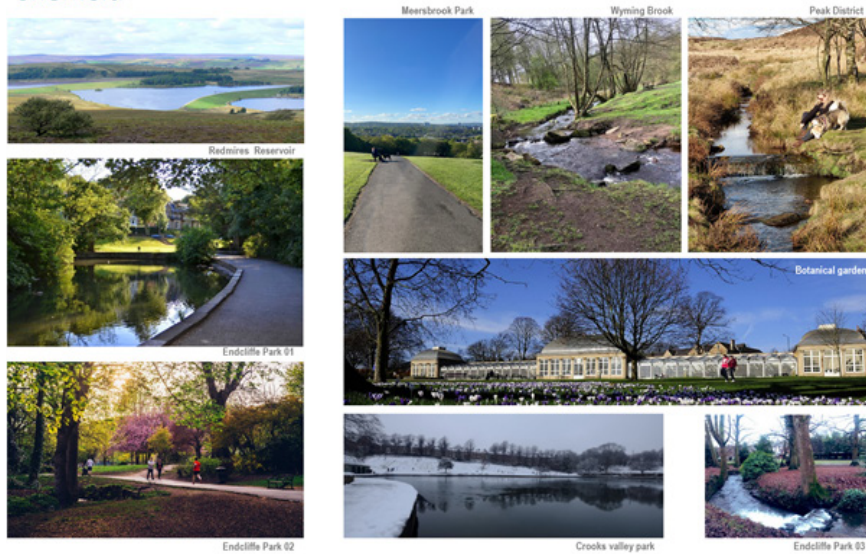 Redmires Reservoir
Endcliffe Park 01
Endcliffe Park 02
Meersbrook Park
Wyming Brook
Peak District
Botanical garden
Crooks valley park
Endcliffe Park 03